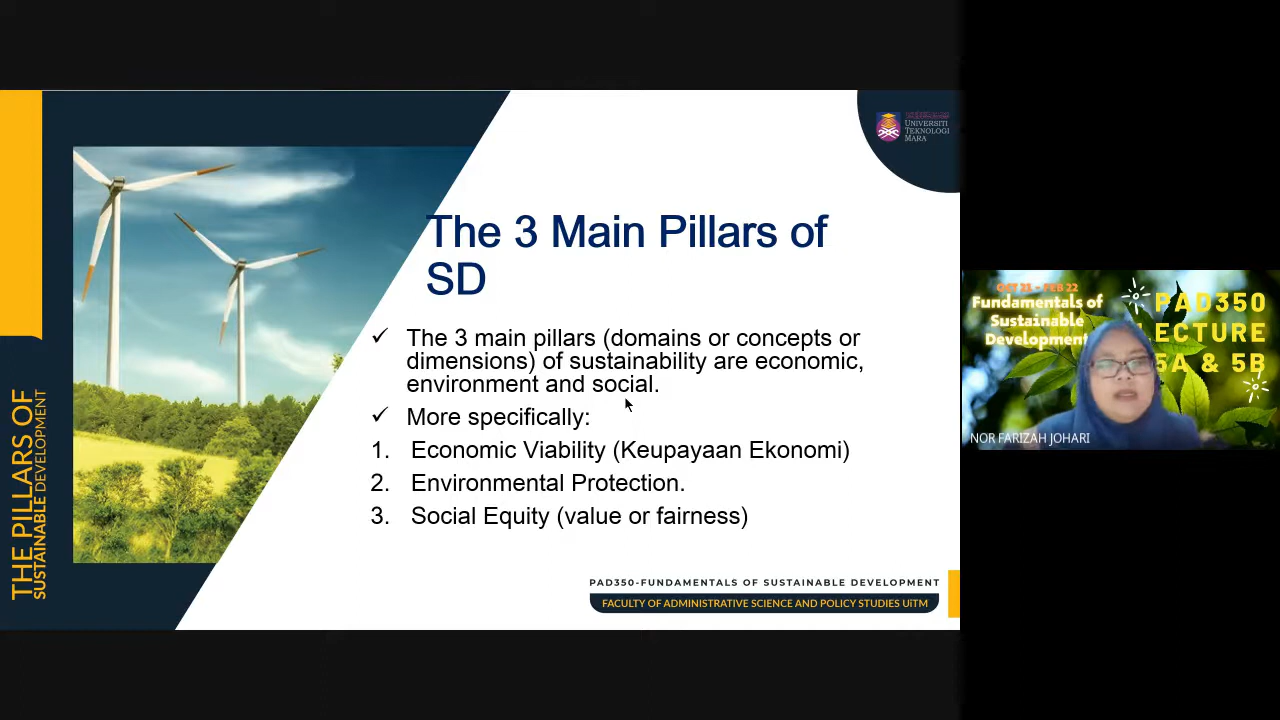 UNIVERSITI
TEKNOLOGI
MARA
The 3 Main Pillars of
SD
✓ The 3 main pillars (domains or concepts or
dimensions) of sustainability are economic,
environment and social.
✓ More specifically:
1. Economic Viability (Keupayaan Ekonomi)
2. Environmental Protection.
3. Social Equity (value or fairness)
THE PILLARS OF
SUSTAINABLE DEVELOPMENT
PAD350-FUNDAMENTALS OF SUSTAINABLE DEVELOPMENT
FACULTY OF ADMINISTRATIVE SCIENCE AND POLICY STUDIES UiTM
OCT 21 - FEB 22
Fundamentals of
Sustainable
Development
PAD350
LECTURE
5A & 5B
NOR FARIZAH JOHARI